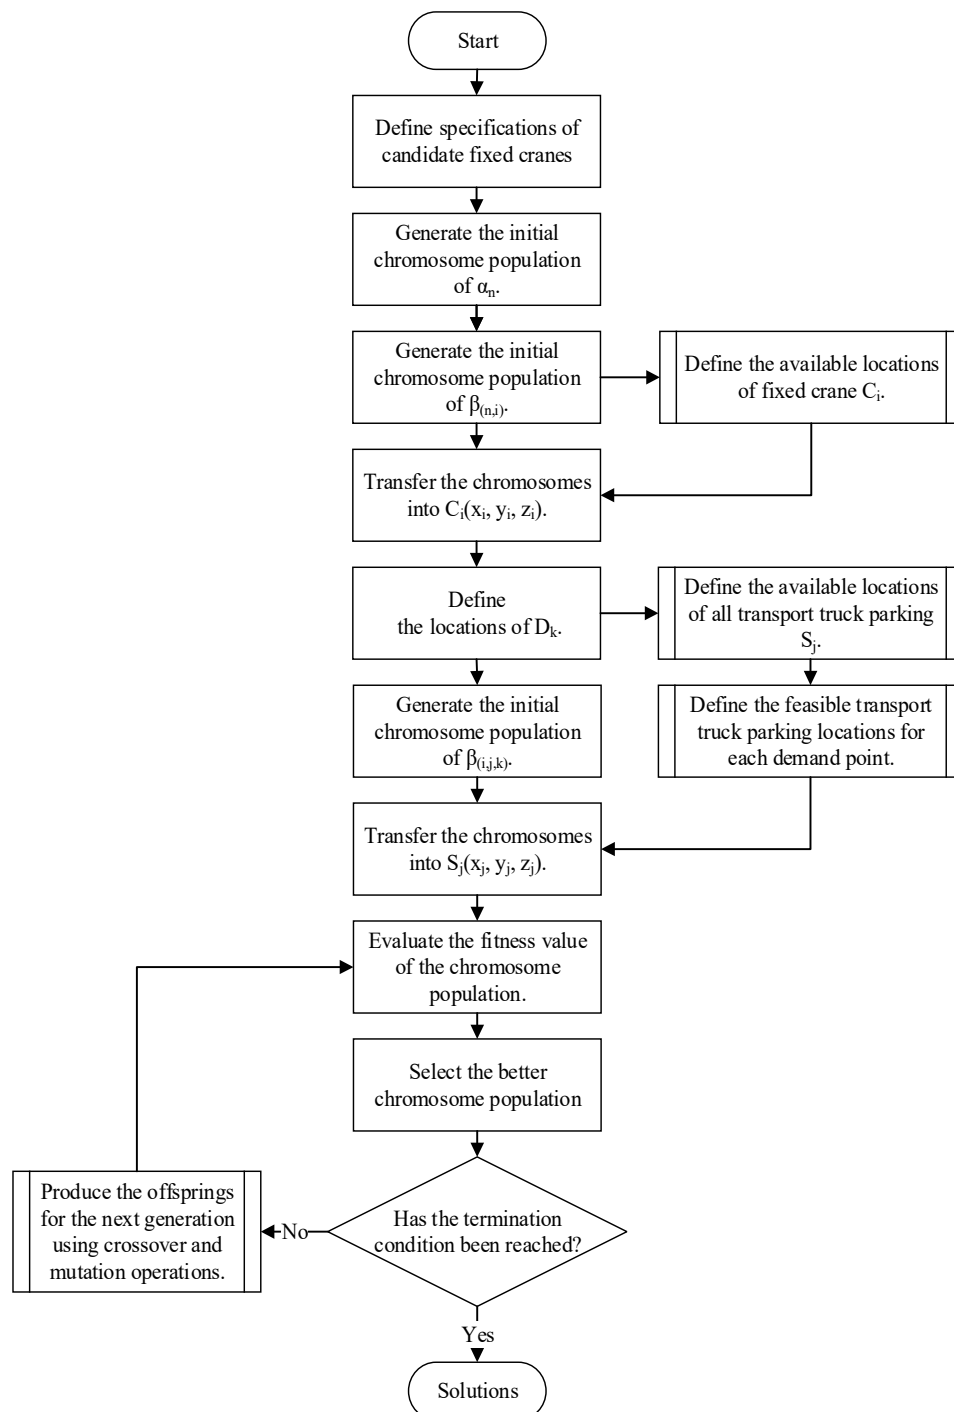 Start
Define specifications of
candidate fixed cranes
Generate the initial
chromosome population
of αₙ.
Generate the initial
chromosome population
of β₍ₙ,ᵢ₎.
Define the available locations
of fixed crane Cᵢ.
Transfer the chromosomes
into Cᵢ(xᵢ, yᵢ, zᵢ).
Define
the locations of Dₖ.
Define the available locations
of all transport truck parking
Sⱼ.
Generate the initial
chromosome population
of β₍ᵢ,ⱼ,ₖ₎.
Define the feasible transport
truck parking locations for
each demand point.
Transfer the chromosomes
into Sⱼ(xⱼ, yⱼ, zⱼ).
Evaluate the fitness value
of the chromosome
population.
Select the better
chromosome population
Has the termination
condition been reached?
No
Produce the offsprings
for the next generation
using crossover and
mutation operations.
Yes
Solutions